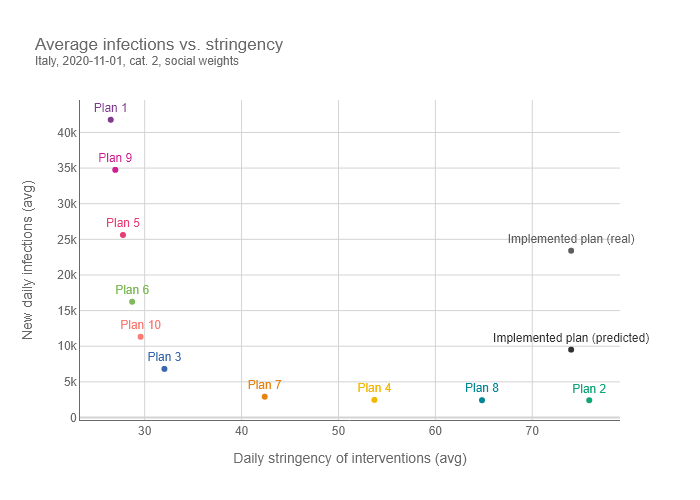 Average infections vs. stringency
Italy, 2020-11-01, cat. 2, social weights
New daily infections (avg)
40k
35k
30k
25k
20k
15k
10k
5k
0
Plan 1
Plan 9
Plan 5
Implemented plan (real)
Plan 6
Plan 10
Implemented plan (predicted)
Plan 3
Plan 7
Plan 4
Plan 8
Plan 2
30
40
50
60
70
Daily stringency of interventions (avg)